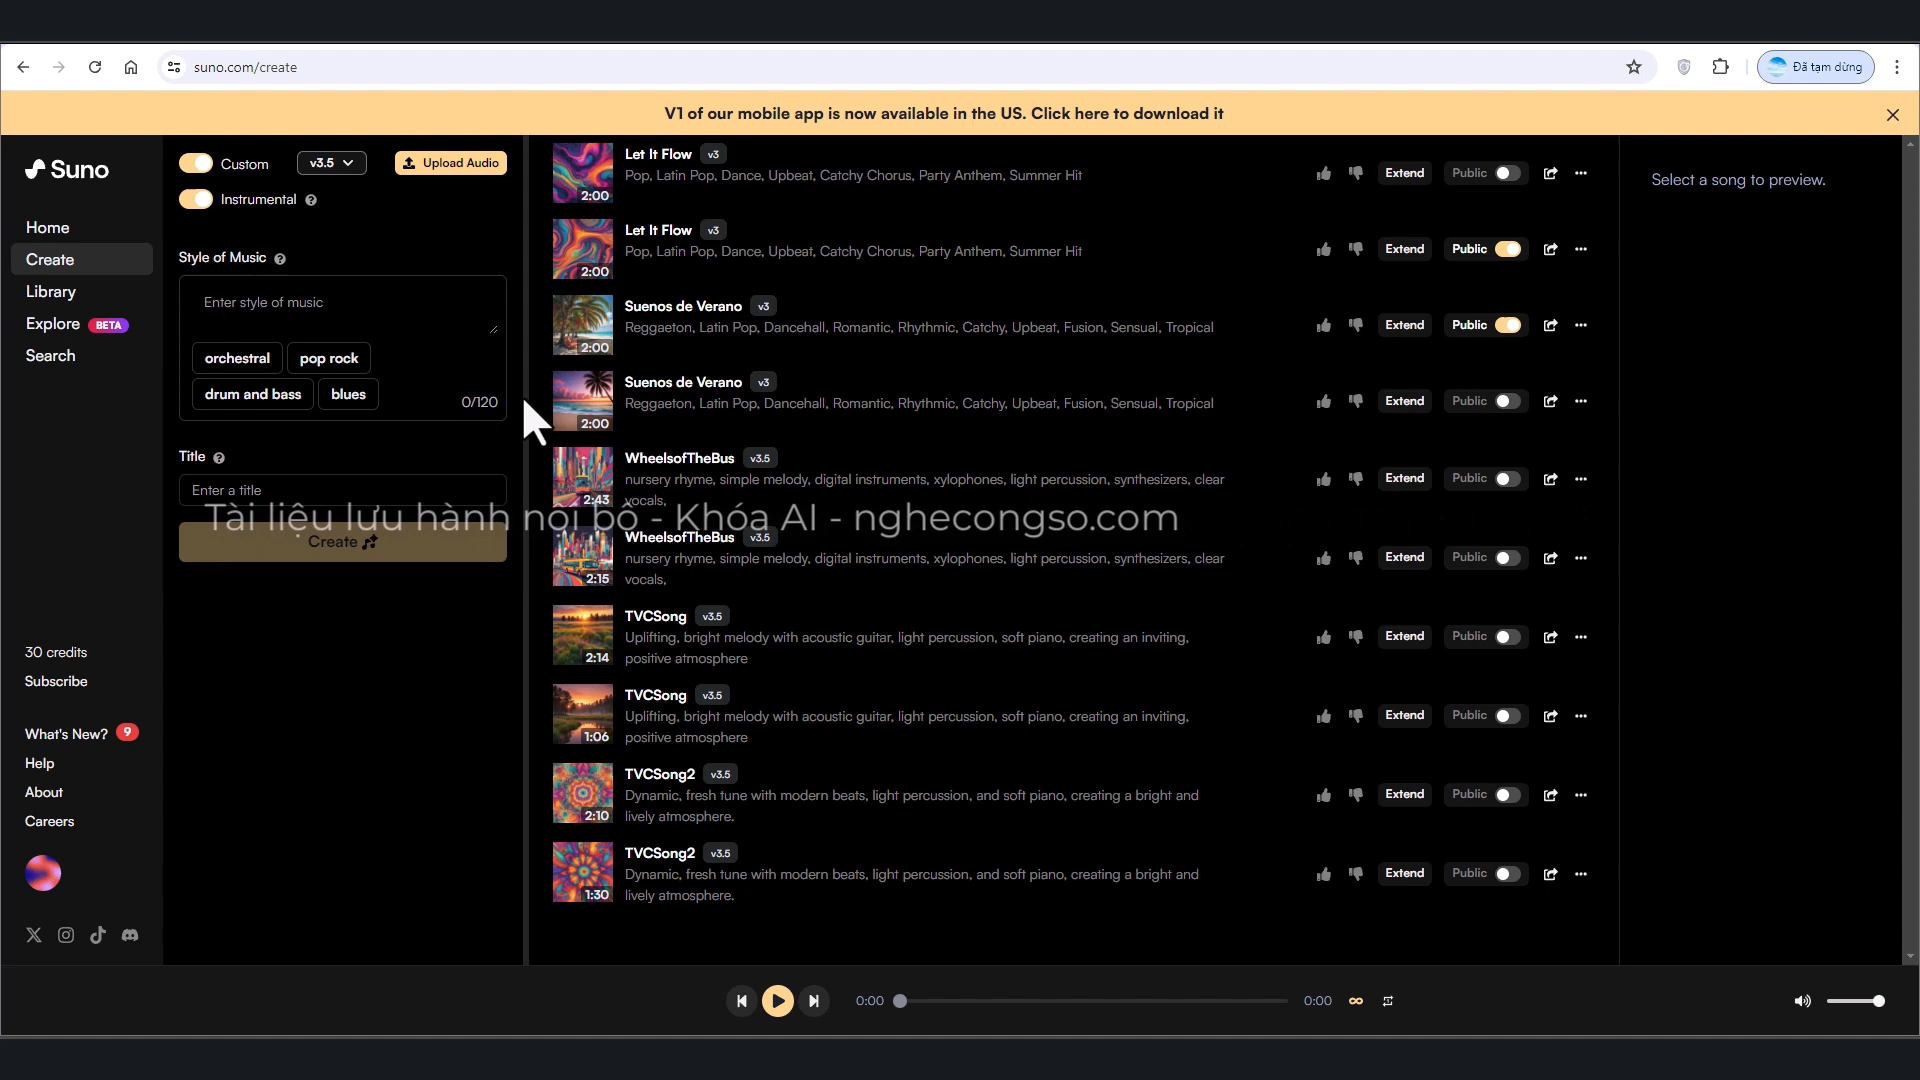 suno.com/create
Đã tạm dừng
V1 of our mobile app is now available in the US. Click here to download it
Suno
Home
Create
Library
Explore BETA
Search
30 credits
Subscribe
What's New? 9
Help
About
Careers
Custom
v3.5
Upload Audio
Instrumental
Style of Music
Enter style of music
orchestral
pop rock
drum and bass
blues
0/120
Title
Enter a title
Create
Tài liệu lưu hành nội bộ - Khóa AI - nghecongso.com
2:00
Let It Flow v3
Pop, Latin Pop, Dance, Upbeat, Catchy Chorus, Party Anthem, Summer Hit
Extend
Public
2:00
Let It Flow v3
Pop, Latin Pop, Dance, Upbeat, Catchy Chorus, Party Anthem, Summer Hit
Extend
Public
2:00
Suenos de Verano v3
Reggaeton, Latin Pop, Dancehall, Romantic, Rhythmic, Catchy, Upbeat, Fusion, Sensual, Tropical
Extend
Public
2:00
Suenos de Verano v3
Reggaeton, Latin Pop, Dancehall, Romantic, Rhythmic, Catchy, Upbeat, Fusion, Sensual, Tropical
Extend
Public
2:43
WheelsofTheBus v3.5
nursery rhyme, simple melody, digital instruments, xylophones, light percussion, synthesizers, clear
vocals,
Extend
Public
2:15
WheelsofTheBus v3.5
nursery rhyme, simple melody, digital instruments, xylophones, light percussion, synthesizers, clear
vocals,
Extend
Public
2:14
TVCSong v3.5
Uplifting, bright melody with acoustic guitar, light percussion, soft piano, creating an inviting,
positive atmosphere
Extend
Public
1:06
TVCSong v3.5
Uplifting, bright melody with acoustic guitar, light percussion, soft piano, creating an inviting,
positive atmosphere
Extend
Public
2:10
TVCSong2 v3.5
Dynamic, fresh tune with modern beats, light percussion, and soft piano, creating a bright and
lively atmosphere.
Extend
Public
1:30
TVCSong2 v3.5
Dynamic, fresh tune with modern beats, light percussion, and soft piano, creating a bright and
lively atmosphere.
Extend
Public
Select a song to preview.
0:00
0:00